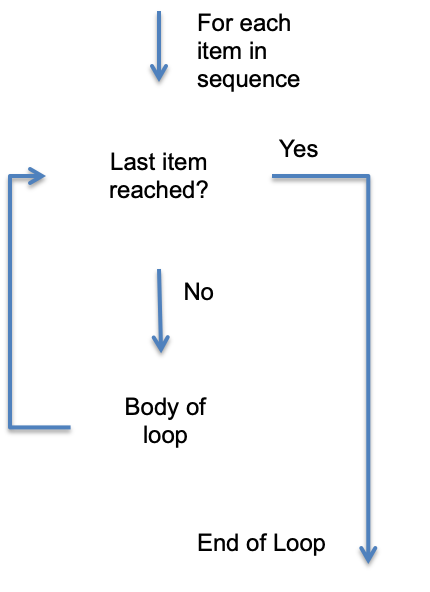 For each
item in
sequence
Last item
reached?
Yes
No
Body of
loop
End of Loop